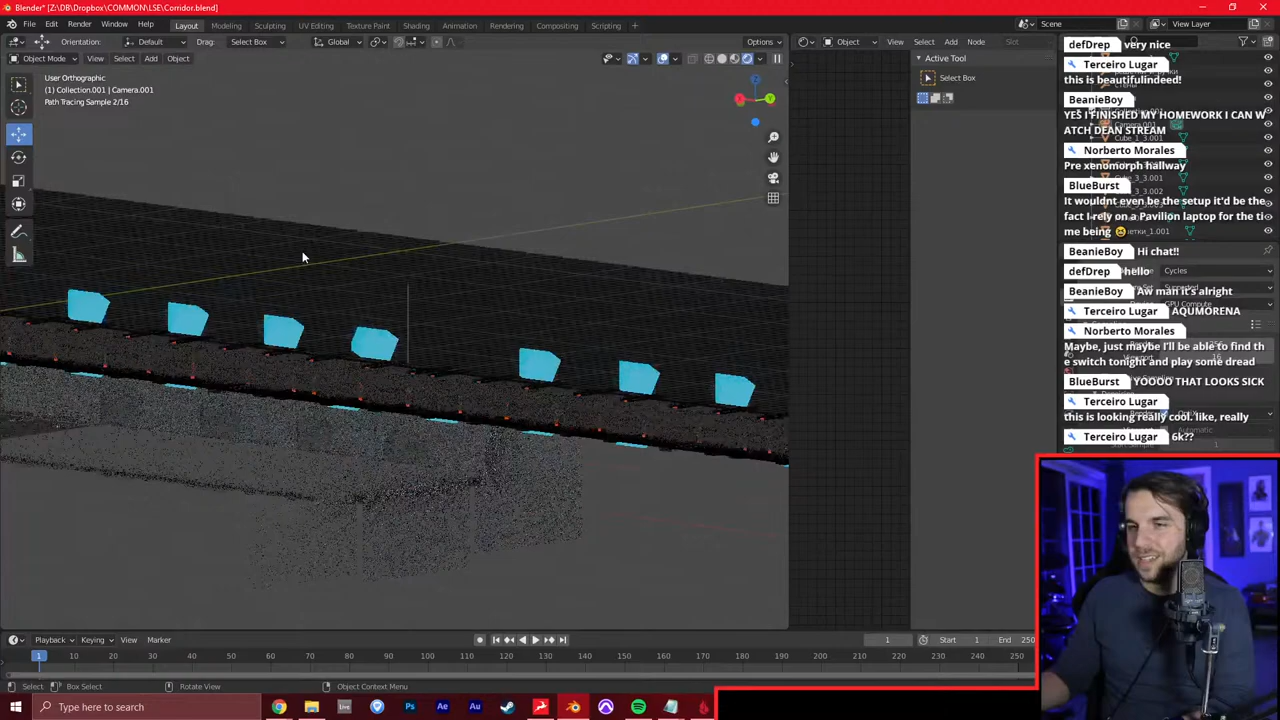 Blender* [Z:\DB\Dropbox\COMMON\LSE\Corridor.blend]
File Edit Render Window Help Layout Modeling Sculpting UV Editing Texture Paint Shading Animation Rendering Compositing Scripting +
Scene View Layer
Orientation: Default Drag: Select Box Global Options
Object Mode View Select Add Object
User Orthographic
(1) Collection.001 | Camera.001
Path Tracing Sample 2/16
Object View Select Add Node Slot
Active Tool
Select Box
defDrep very nice
Terceiro Lugar
this is beautifulindeed!
BeanieBoy
YES I FINISHED MY HOMEWORK I CAN W
ATCH DEAN STREAM
Norberto Morales
Pre xenomorph hallway
BlueBurst
It wouldnt even be the setup it'd be the
fact I rely on a Pavilion laptop for the ti
me being
BeanieBoy Hi chat!!
defDrep hello
BeanieBoy Aw man it's alright
Terceiro Lugar AQUMORENA
Norberto Morales
Maybe, just maybe I'll be able to find th
e switch tonight and play some dread
BlueBurst YOOOO THAT LOOKS SICK
Terceiro Lugar
this is looking really cool. like, really
Terceiro Lugar 6k??
Cycles
GPU Compute
Playback Keying View Marker
1 Start 1 End 250
1 10 20 30 40 50 60 70 80 90 100 110 120 130 140 150 160 170 180 190 200 210 220 230 240 250
Select Box Select Rotate View Object Context Menu
Type here to search